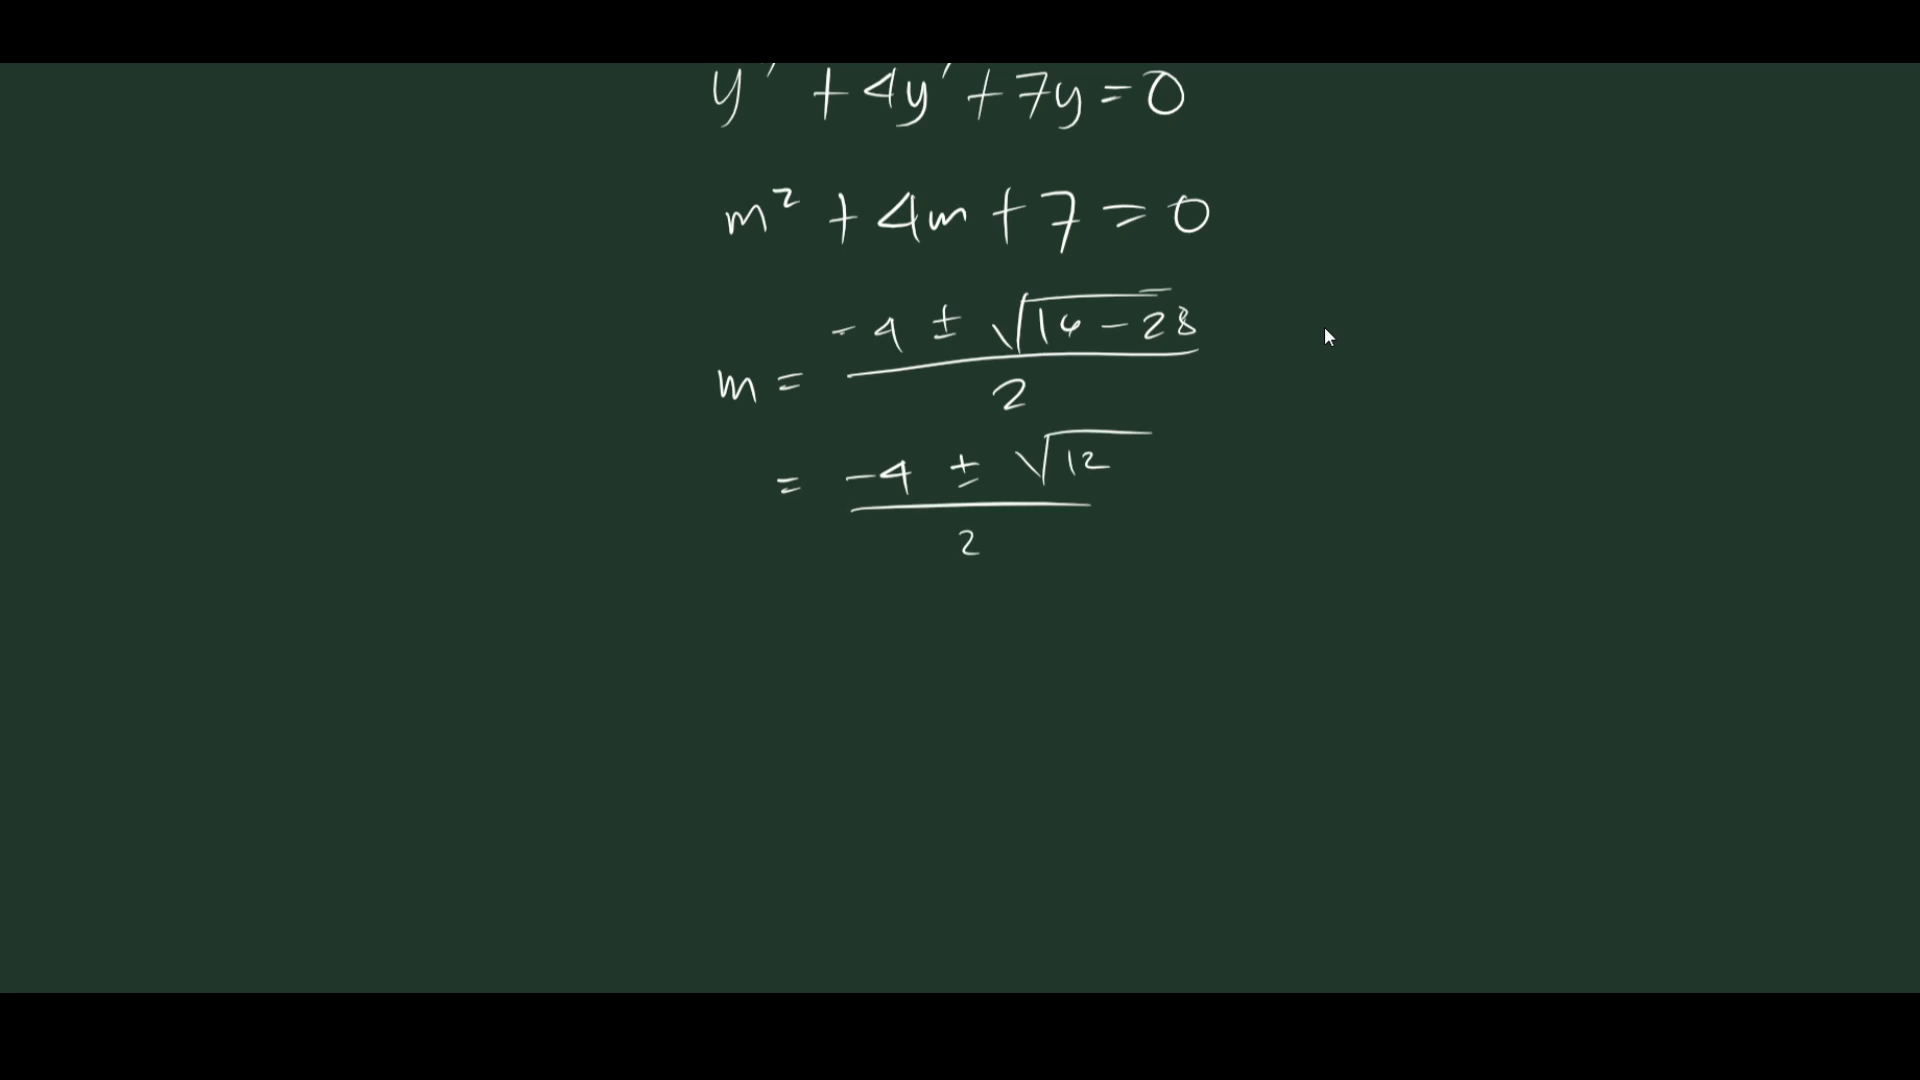 y′ + 4y′ + 7y = 0
m² + 4m + 7 = 0
m = (-4 ± √(16 - 28)) / 2
= (-4 ± √12) / 2